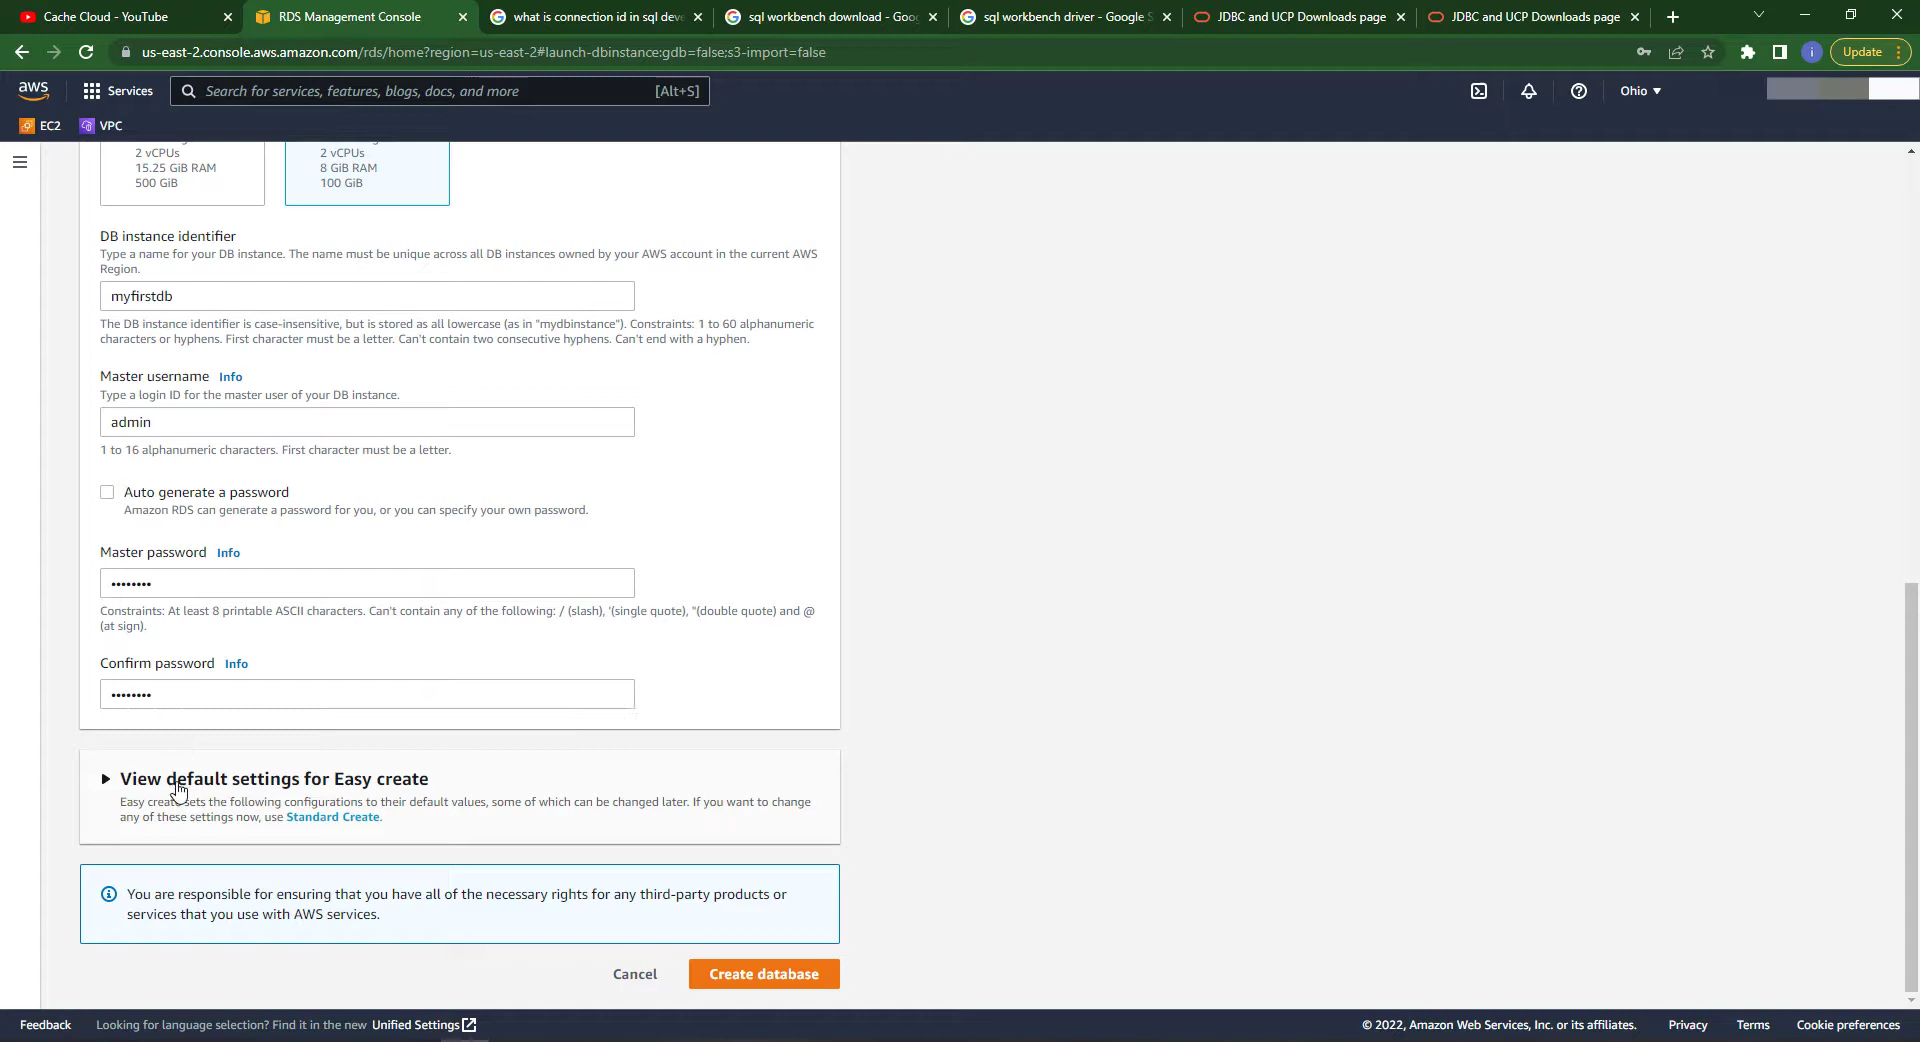 Cache Cloud - YouTube
RDS Management Console
what is connection id in sql deve
sql workbench download - Goo
sql workbench driver - Google S
JDBC and UCP Downloads page
JDBC and UCP Downloads page
us-east-2.console.aws.amazon.com/rds/home?region=us-east-2#launch-dbinstance:gdb=false;s3-import=false
i
Update
aws
Services
Search for services, features, blogs, docs, and more
[Alt+S]
Ohio
EC2
VPC
2 vCPUs
15.25 GiB RAM
500 GiB
2 vCPUs
8 GiB RAM
100 GiB
DB instance identifier
Type a name for your DB instance. The name must be unique across all DB instances owned by your AWS account in the current AWS
Region.
myfirstdb
The DB instance identifier is case-insensitive, but is stored as all lowercase (as in "mydbinstance"). Constraints: 1 to 60 alphanumeric
characters or hyphens. First character must be a letter. Can't contain two consecutive hyphens. Can't end with a hyphen.
Master username Info
Type a login ID for the master user of your DB instance.
admin
1 to 16 alphanumeric characters. First character must be a letter.
Auto generate a password
Amazon RDS can generate a password for you, or you can specify your own password.
Master password Info
••••••••
Constraints: At least 8 printable ASCII characters. Can't contain any of the following: / (slash), '(single quote), "(double quote) and @
(at sign).
Confirm password Info
••••••••
View default settings for Easy create
Easy create sets the following configurations to their default values, some of which can be changed later. If you want to change
any of these settings now, use Standard Create.
You are responsible for ensuring that you have all of the necessary rights for any third-party products or
services that you use with AWS services.
Cancel
Create database
Feedback
Looking for language selection? Find it in the new Unified Settings
© 2022, Amazon Web Services, Inc. or its affiliates.
Privacy
Terms
Cookie preferences